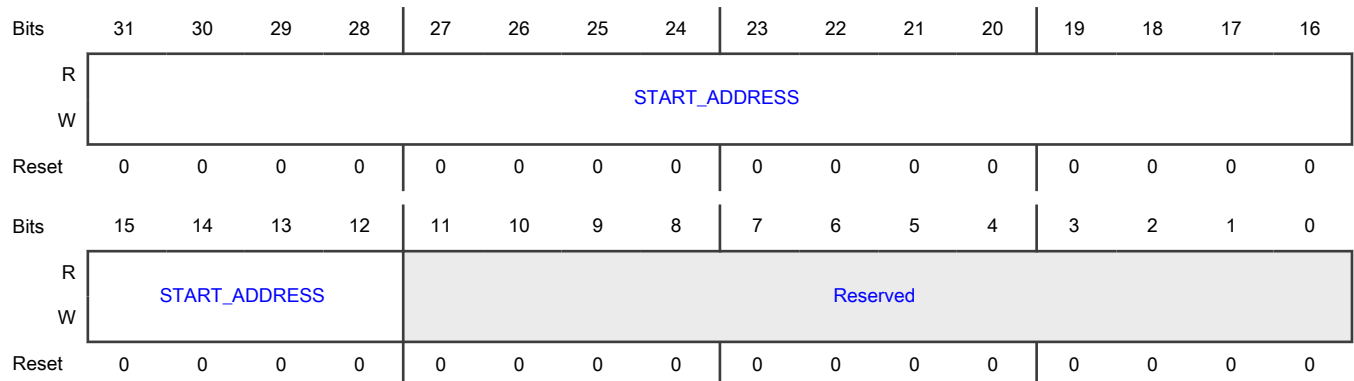 Bits 31 30 29 28 27 26 25 24 23 22 21 20 19 18 17 16
R
START_ADDRESS
W
Reset 0 0 0 0 0 0 0 0 0 0 0 0 0 0 0 0
Bits 15 14 13 12 11 10 9 8 7 6 5 4 3 2 1 0
R
START_ADDRESS Reserved
W
Reset 0 0 0 0 0 0 0 0 0 0 0 0 0 0 0 0